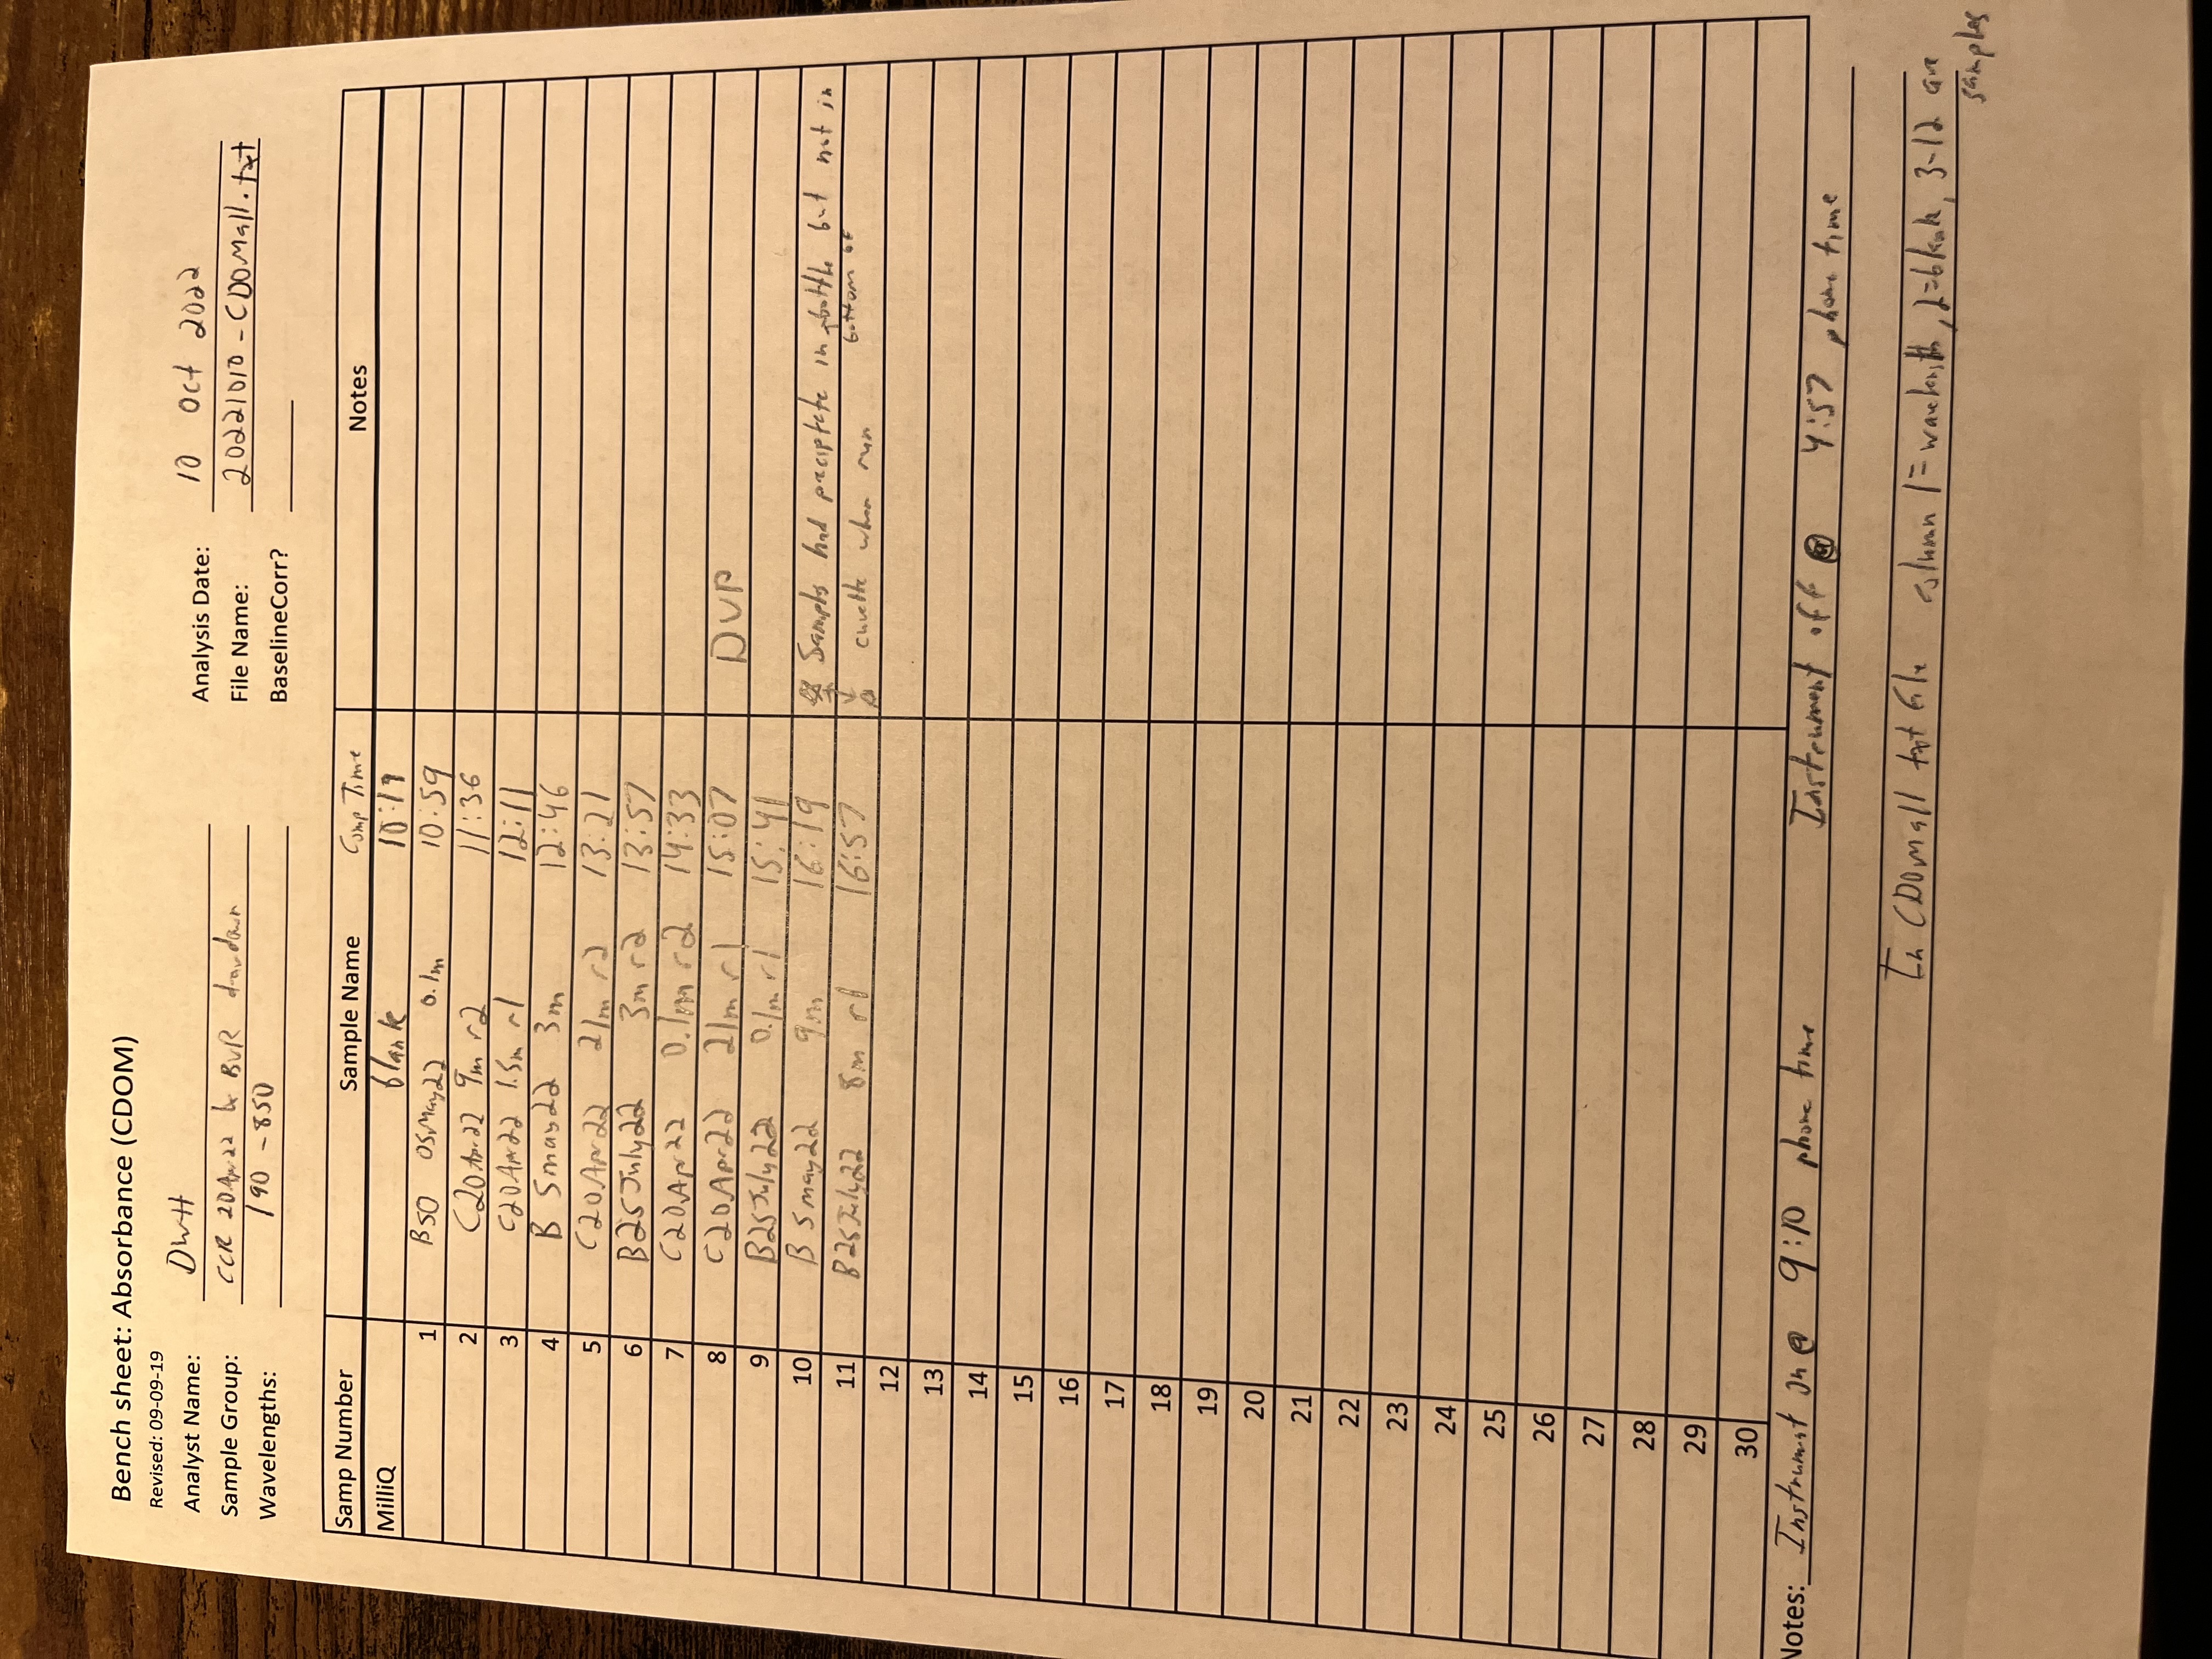 Bench sheet: Absorbance (CDOM)
Revised: 09-09-19
Analyst Name: DWH
Analysis Date: 10 Oct 2022
Sample Group: CCR 20Apr22 & BVR drawdown
File Name: 20221010-CDOMall.txt
Wavelengths: 190-850
BaselineCorr?
Samp Number Sample Name Comp Time Notes
MilliQ blank 10:19
1 B50 05May22 0.1m 10:59
2 C20Apr22 9m r2 11:36
3 C20Apr22 1.5m r1 12:11
4 B 5may22 3m 12:46
5 C20Apr22 21m r2 13:21
6 B25July22 3m r2 13:57
7 C20Apr22 0.1m r2 14:33
8 C20Apr22 21m r1 15:07 DUP
9 B25July22 0.1m r1 15:41
10 B 5may22 9m 16:19 Samples had preciptate in bottle but not in
bottom of
11 B25July22 8m r1 16:57 cuvette when run
12
13
14
15
16
17
18
19
20
21
22
23
24
25
26
27
28
29
30
Notes: Instrument on @ 9:10 phone time Instrument off @ 4:57 phone time
In CDOMall txt file column 1=wavelength, 2=blank, 3-12 are
samples